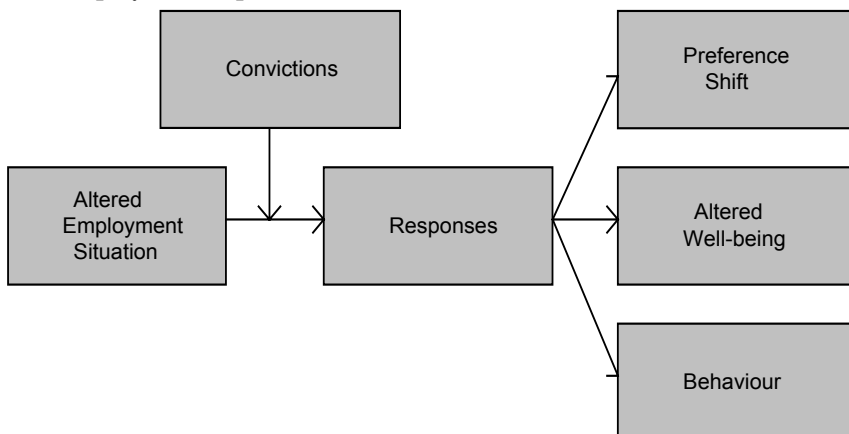 Convictions
Preference
Shift
Altered
Employment
Situation
Responses
Altered
Well-being
Behaviour